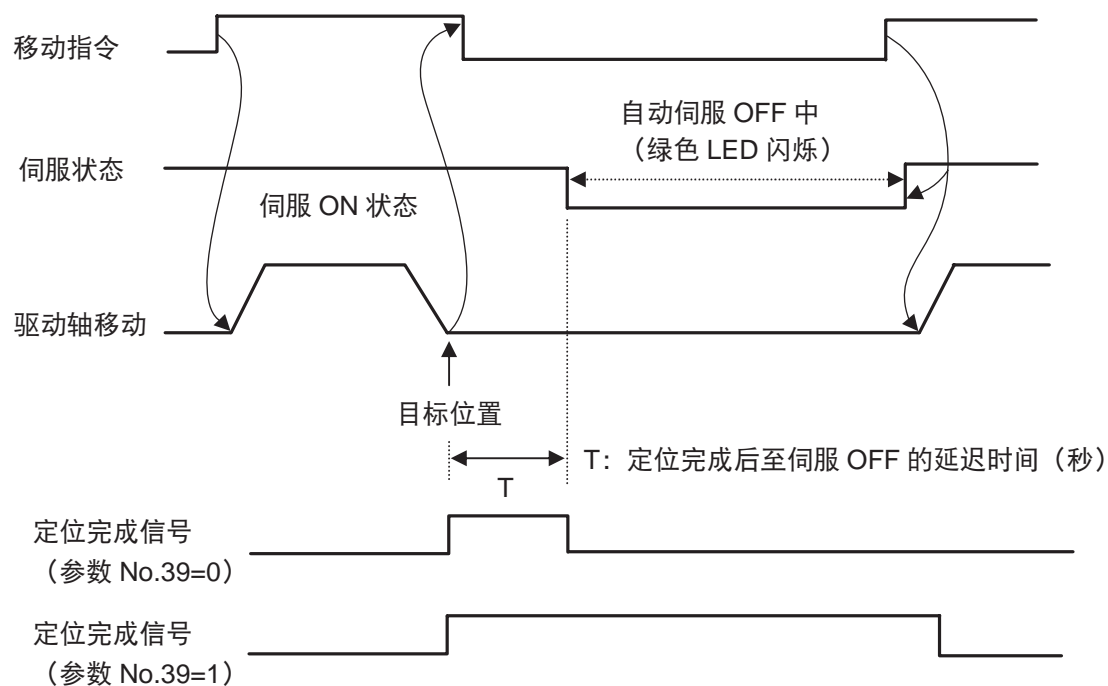 移动指令
自动伺服 OFF 中
（绿色 LED 闪烁）
伺服状态
伺服 ON 状态
驱动轴移动
目标位置
T：定位完成后至伺服 OFF 的延迟时间（秒）
T
定位完成信号
（参数 No.39=0）
定位完成信号
（参数 No.39=1）